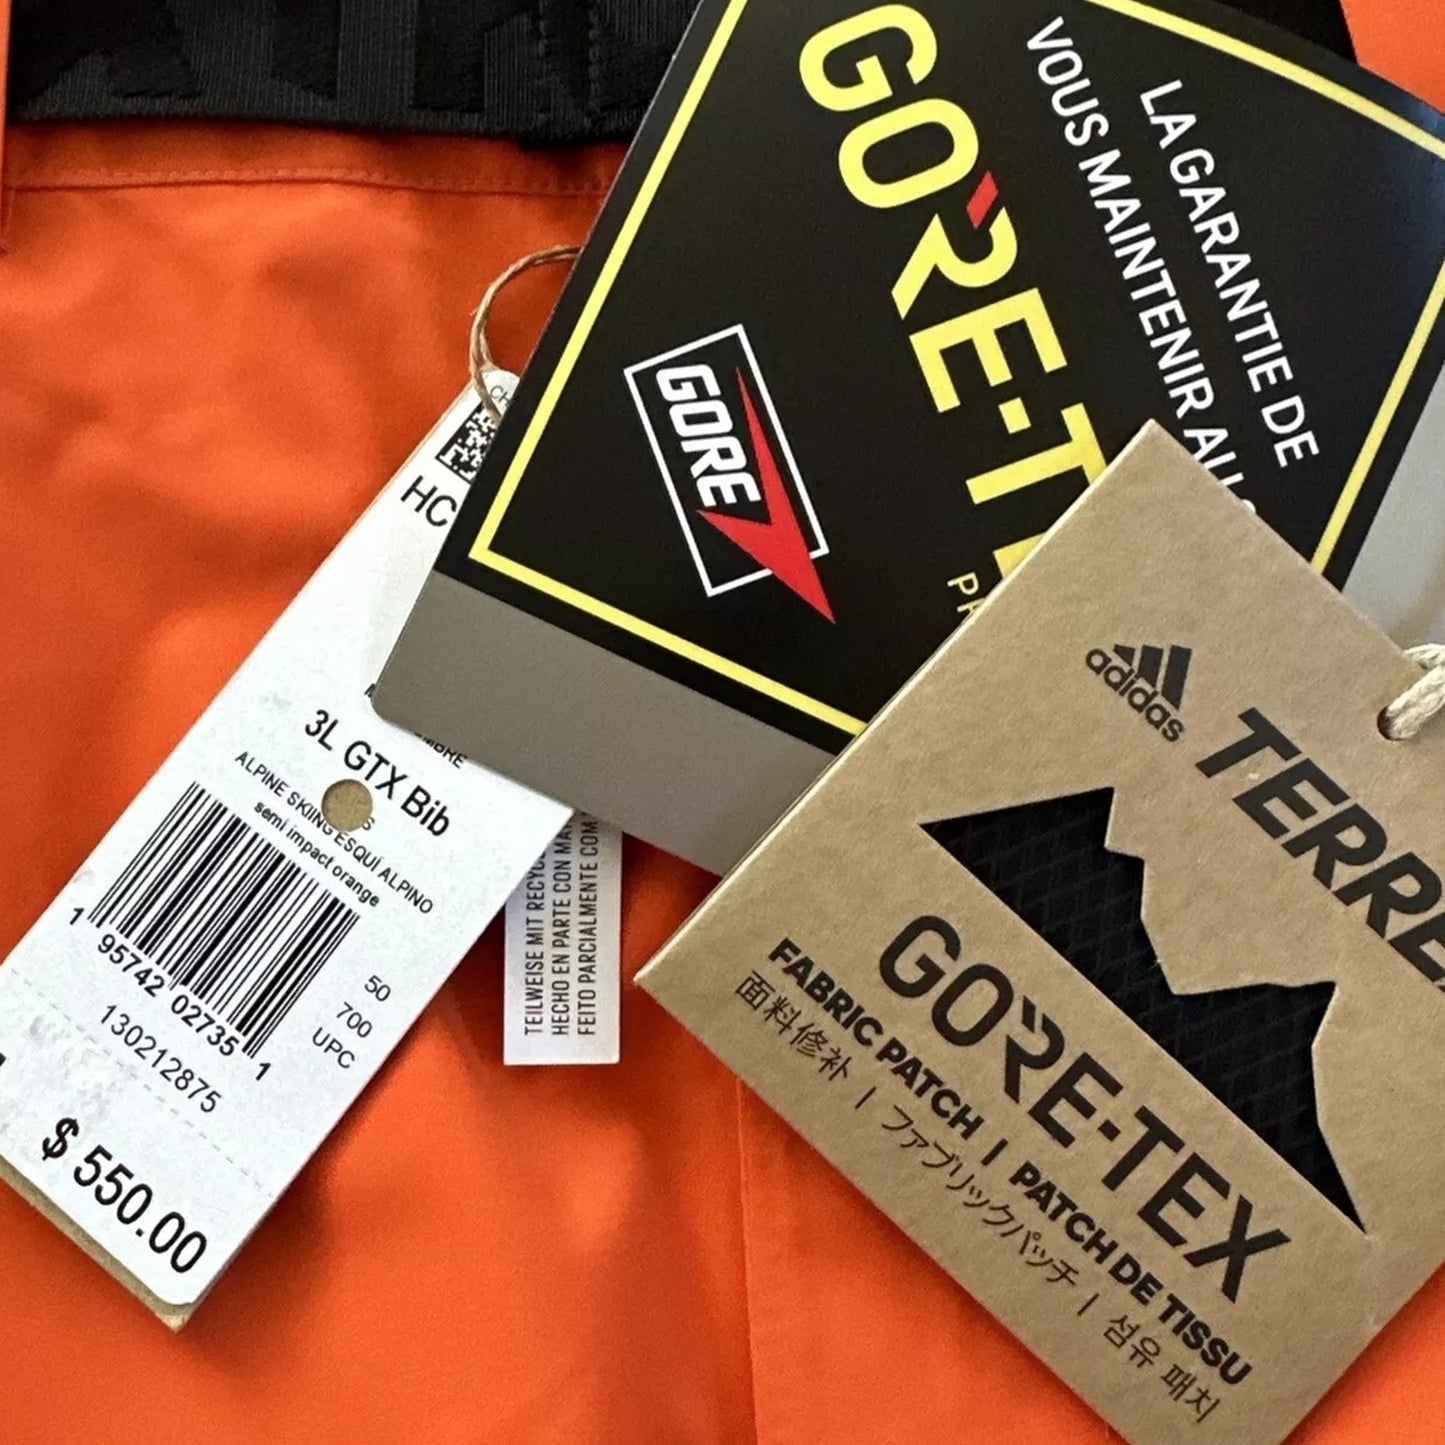 HC
3L GTX Bib
ALPINE SKIING ESQUÍ ALPINO
semi impact orange
1 95742 02735 1
50
700
UPC
130212875
$ 550.00
TEILWEISE MIT
HECHO EN PARTE CON
FEITO PARCIALMENTE COM
LA GARANTIE DE
VOUS MAINTENIR AU
GORE-T
GORE
adidas
TERRE
GORE-TEX
FABRIC PATCH | PATCH DE TISSU
面料修补 | ファブリックパッチ | 섬유 패치